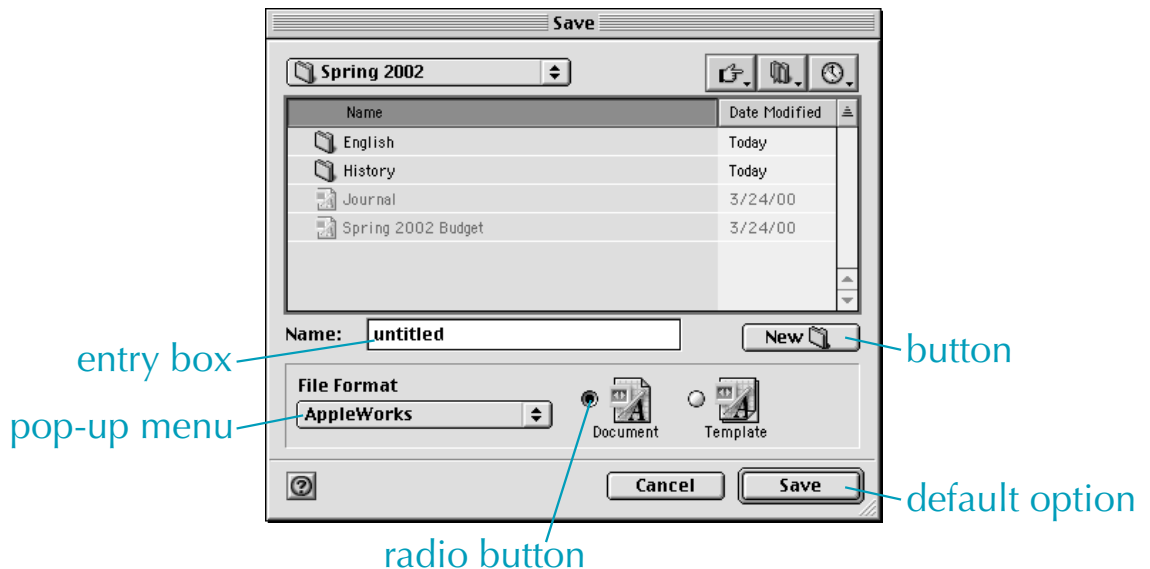 Save
Spring 2002
Name Date Modified
English Today
History Today
Journal 3/24/00
Spring 2002 Budget 3/24/00
Name: untitled New
button
entry box
File Format
AppleWorks
pop-up menu
Document Template
Cancel Save
default option
radio button